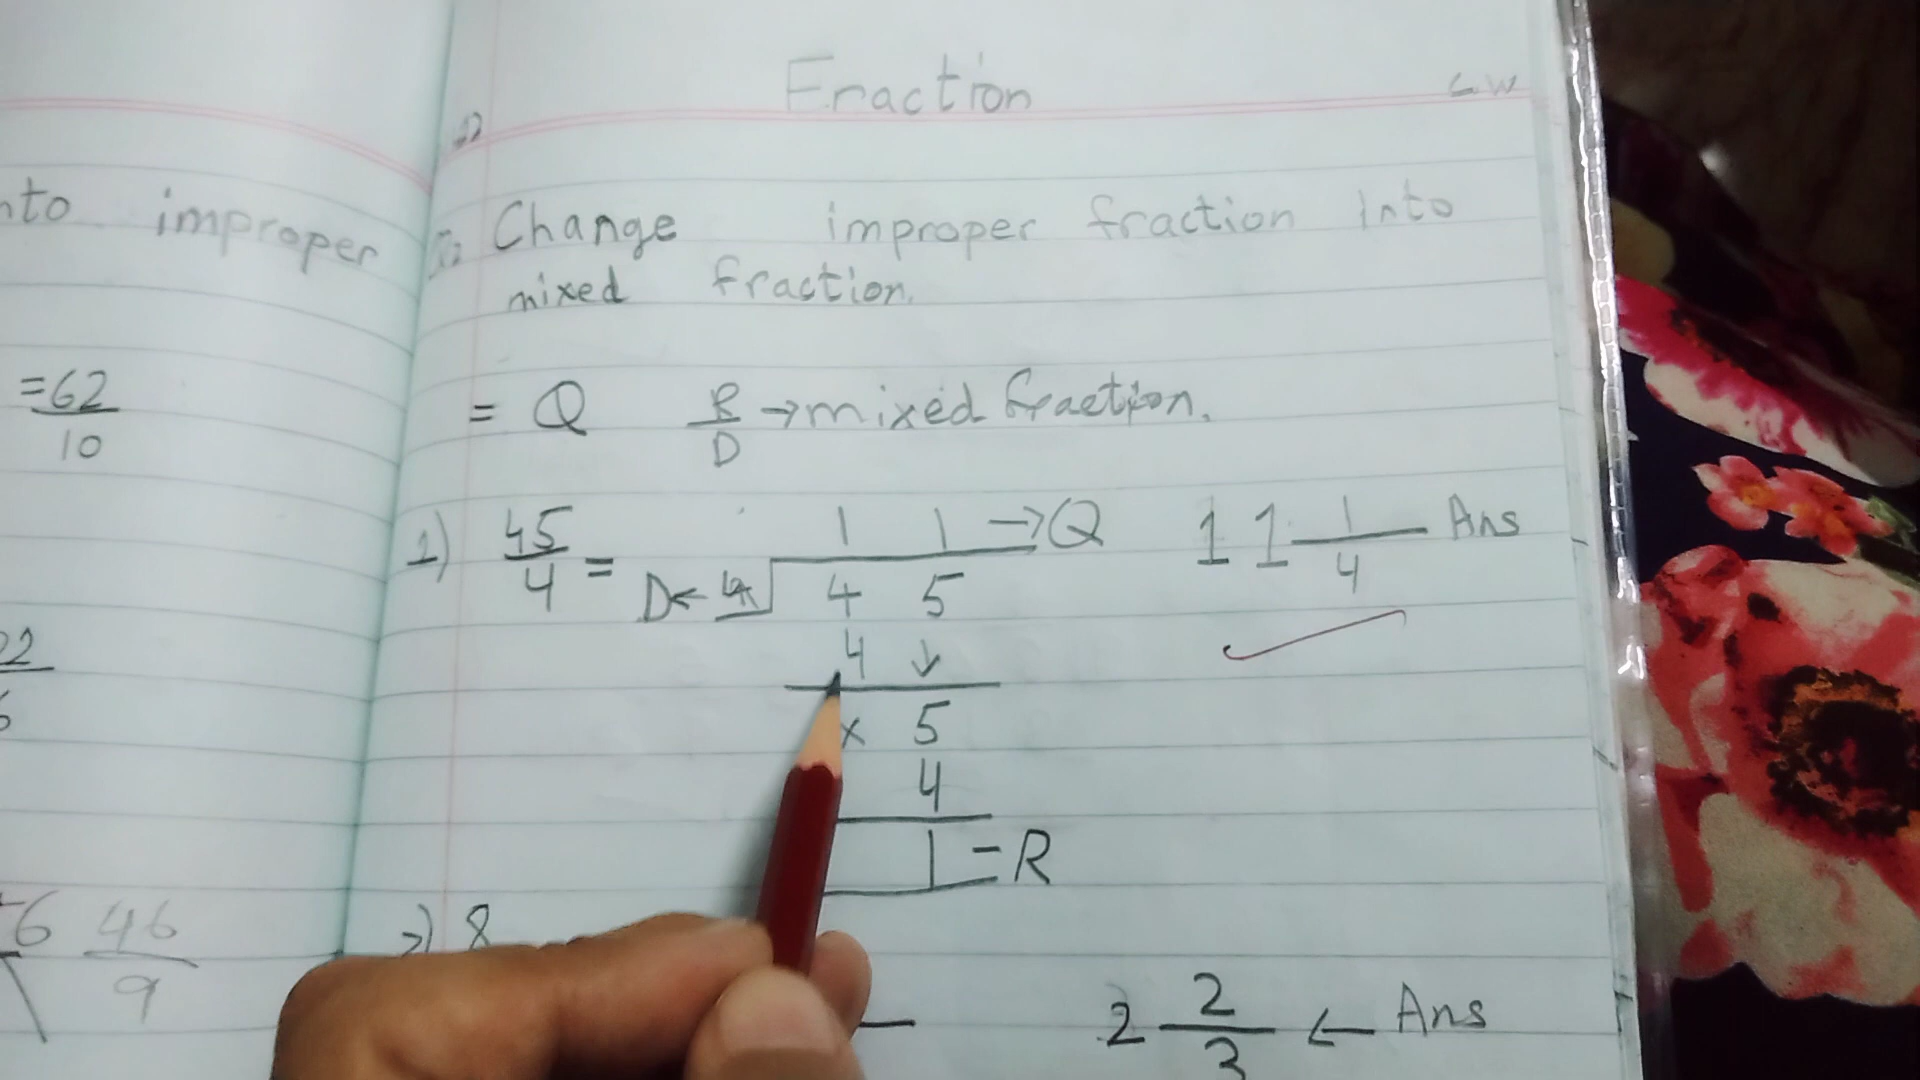 Fraction
C W
nto improper
Change improper fraction into
mixed fraction.
= 62/10
= Q R/D → mixed fraction.
1) 45/4 =
1 1 → Q
D ← 4 4 5
4 ↓
x 5
4
1 = R
1 1 1/4 Ans
22
6 46/9
2) 8
2 2/3 ← Ans